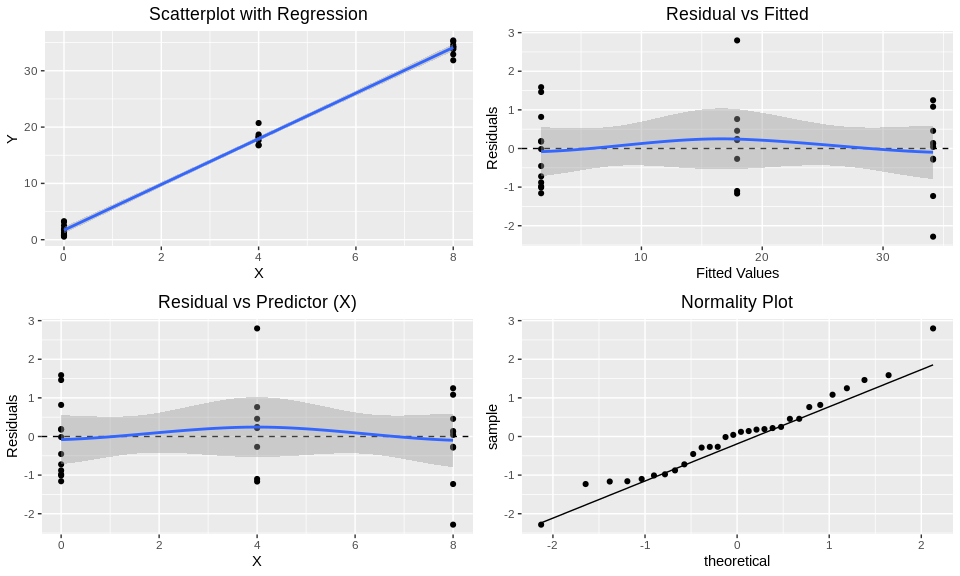 Scatterplot with Regression
Y
30
20
10
0
0 2 4 6 8
X
Residual vs Fitted
Residuals
3
2
1
0
-1
-2
10 20 30
Fitted Values
Residual vs Predictor (X)
Residuals
3
2
1
0
-1
-2
0 2 4 6 8
X
Normality Plot
sample
3
2
1
0
-1
-2
-2 -1 0 1 2
theoretical